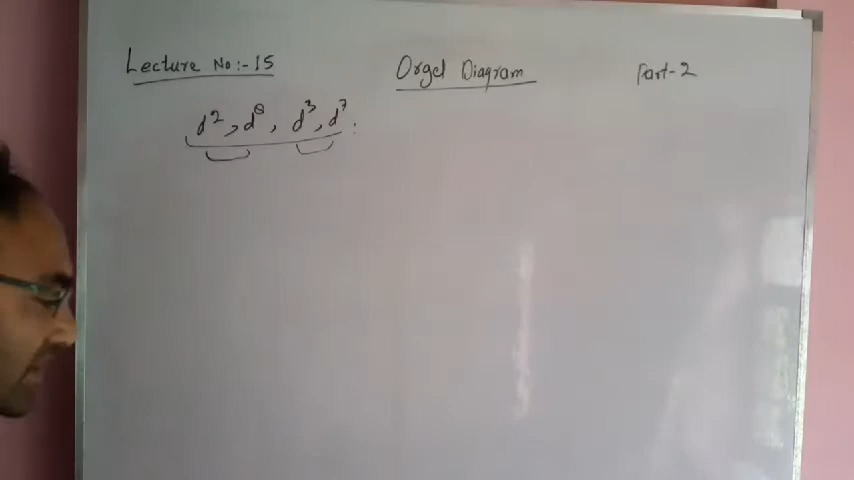 Lecture No:- 15
Orgel Diagram
Part-2
d², d⁸, d³, d⁷ :